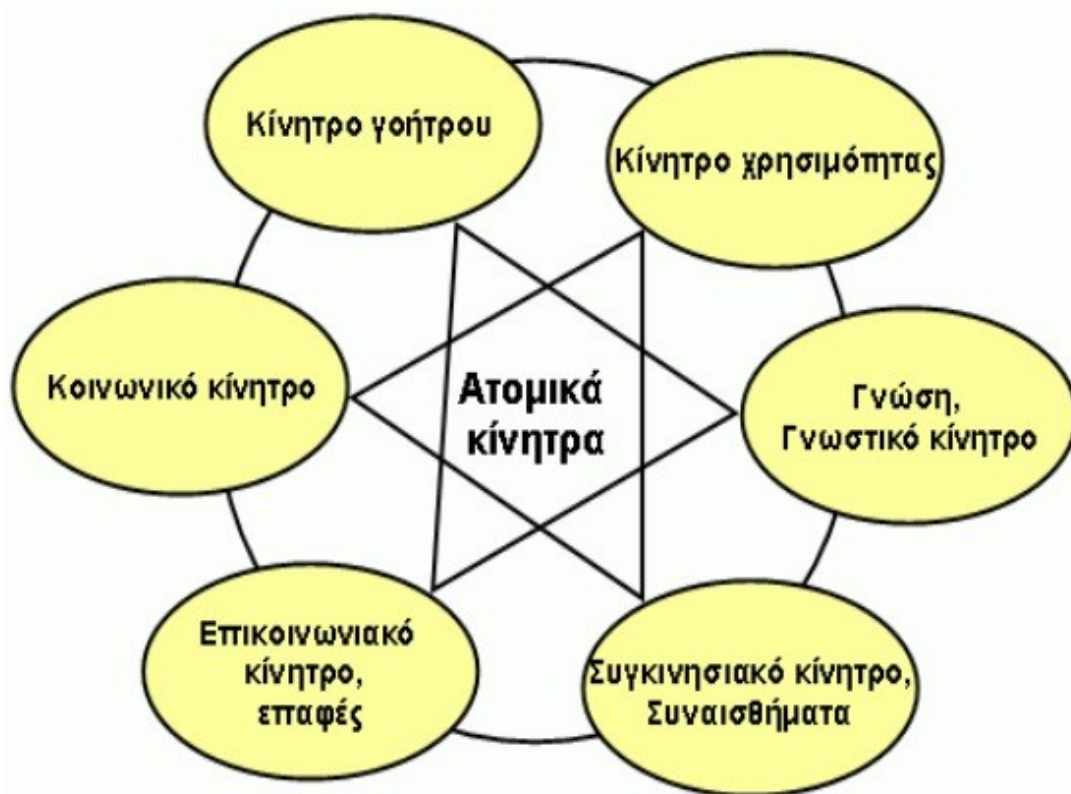 Κίνητρο γοήτρου
Κίνητρο χρησιμότητας
Κοινωνικό κίνητρο
Ατομικά
κίνητρα
Γνώση,
Γνωστικό κίνητρο
Επικοινωνιακό
κίνητρο,
επαφές
Συγκινησιακό κίνητρο,
Συναισθήματα